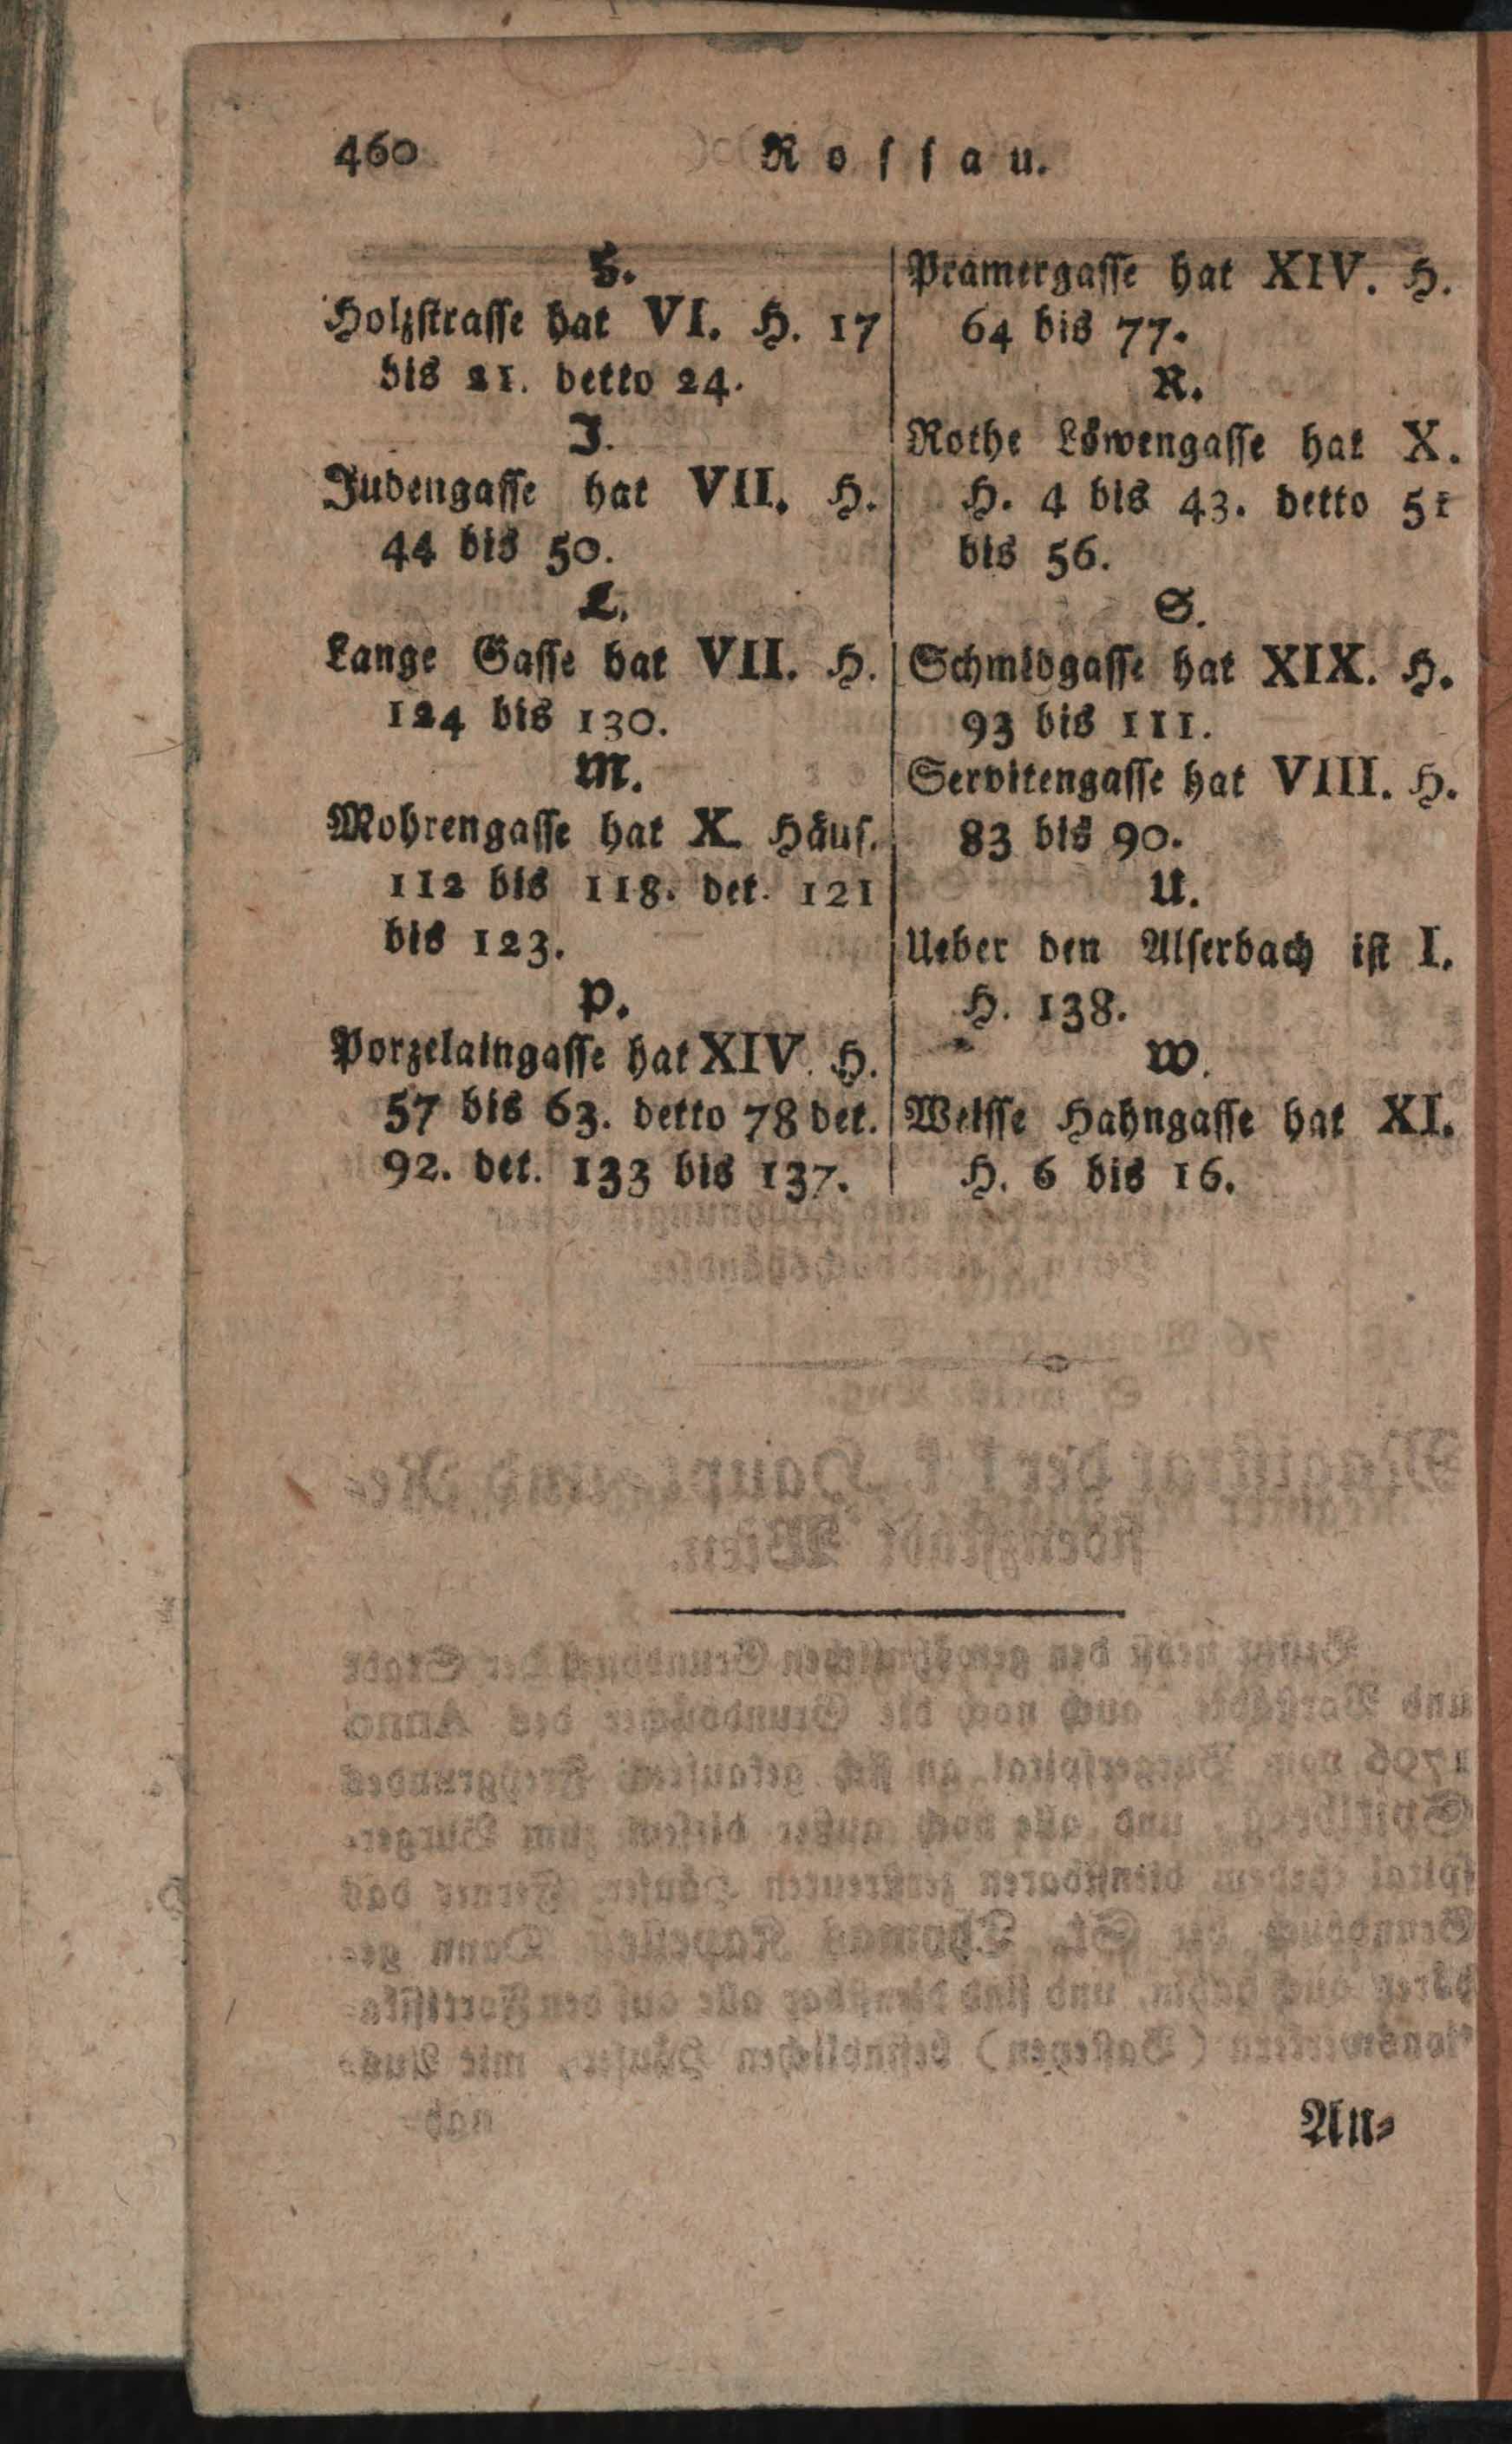 460
Rossau.
H.
Holzstrasse hat VI. H. 17
bis 21. detto 24.
J.
Judengasse hat VII. H.
44 bis 50.
L.
Lange Gasse hat VII. H.
124 bis 130.
M.
Mohrengasse hat X. Häus.
112 bis 118. det. 121
bis 123.
P.
Porzelaingasse hat XIV. H.
57 bis 63. detto 78 det.
92. det. 133 bis 137.
Pramergasse hat XIV. H.
64 bis 77.
R.
Rothe Löwengasse hat X.
H. 4 bis 43. detto 51
bis 56.
S.
Schmidgasse hat XIX. H.
93 bis 111.
Servitengasse hat VIII. H.
83 bis 90.
U.
Ueber den Alserbach ist I.
H. 138.
W.
Weisse Hahngasse hat XI.
H. 6 bis 16.
An-